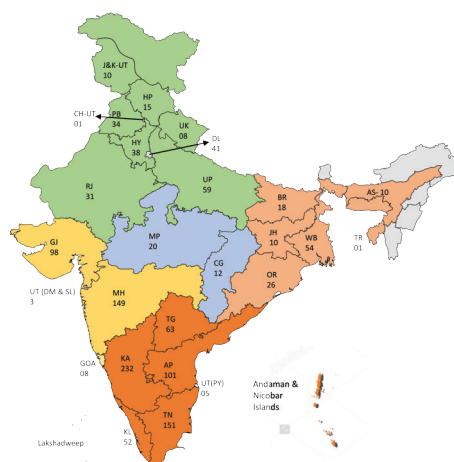 J&K-UT
10
HP
15
CH-UT
01
PB
34
UK
08
DL
41
HY
38
RJ
31
UP
59
BR
18
AS- 10
GJ
98
MP
20
JH
10
WB
54
TR
01
CG
12
OR
26
UT (DM & SL)
3
MH
149
TG
63
GOA
08
KA
232
AP
101
UT(PY)
05
Andaman &
Nicobar
Islands
TN
151
KL
52
Lakshadweep